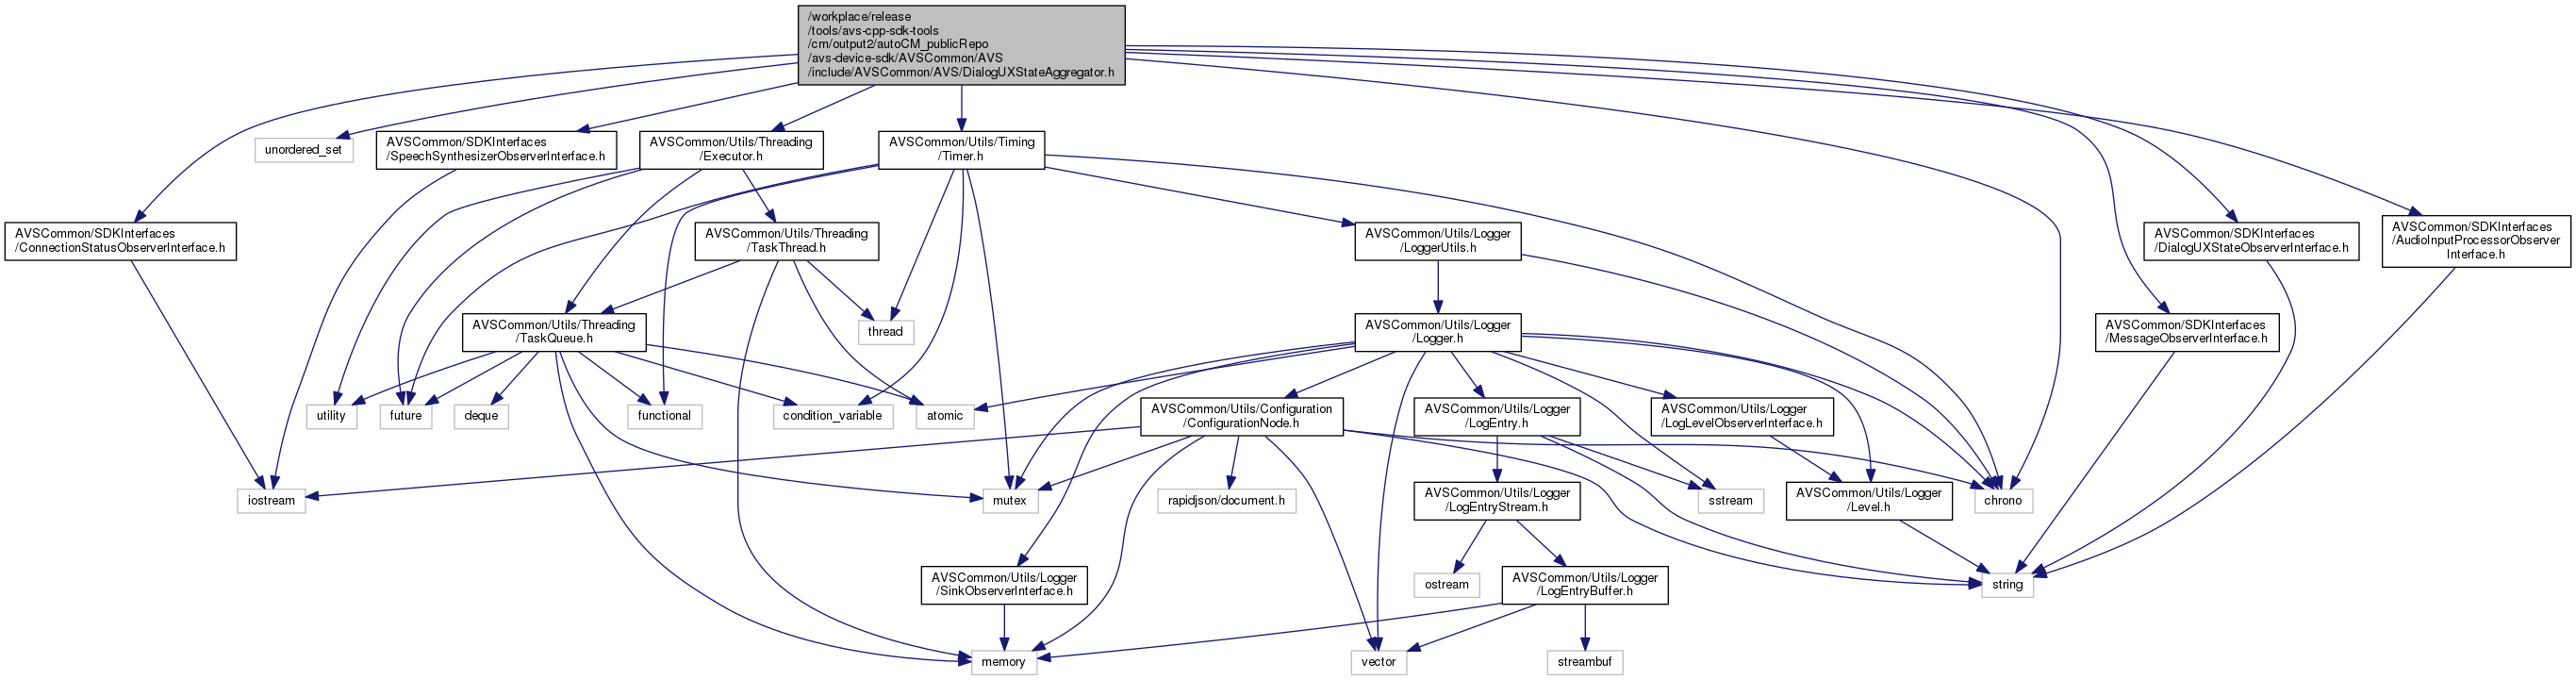 /workplace/release
/tools/avs-cpp-sdk-tools
/cm/output2/autoCM_publicRepo
/avs-device-sdk/AVSCommon/AVS
/include/AVSCommon/AVS/DialogUXStateAggregator.h
unordered_set
AVSCommon/SDKInterfaces
/SpeechSynthesizerObserverInterface.h
AVSCommon/Utils/Threading
/Executor.h
AVSCommon/Utils/Timing
/Timer.h
AVSCommon/SDKInterfaces
/ConnectionStatusObserverInterface.h
AVSCommon/Utils/Threading
/TaskThread.h
AVSCommon/Utils/Logger
/LoggerUtils.h
AVSCommon/SDKInterfaces
/DialogUXStateObserverInterface.h
AVSCommon/SDKInterfaces
/AudioInputProcessorObserver
Interface.h
AVSCommon/Utils/Threading
/TaskQueue.h
thread
AVSCommon/Utils/Logger
/Logger.h
AVSCommon/SDKInterfaces
/MessageObserverInterface.h
utility
future
deque
functional
condition_variable
atomic
AVSCommon/Utils/Configuration
/ConfigurationNode.h
AVSCommon/Utils/Logger
/LogEntry.h
AVSCommon/Utils/Logger
/LogLevelObserverInterface.h
iostream
mutex
rapidjson/document.h
AVSCommon/Utils/Logger
/LogEntryStream.h
sstream
AVSCommon/Utils/Logger
/Level.h
chrono
AVSCommon/Utils/Logger
/SinkObserverInterface.h
ostream
AVSCommon/Utils/Logger
/LogEntryBuffer.h
string
memory
vector
streambuf